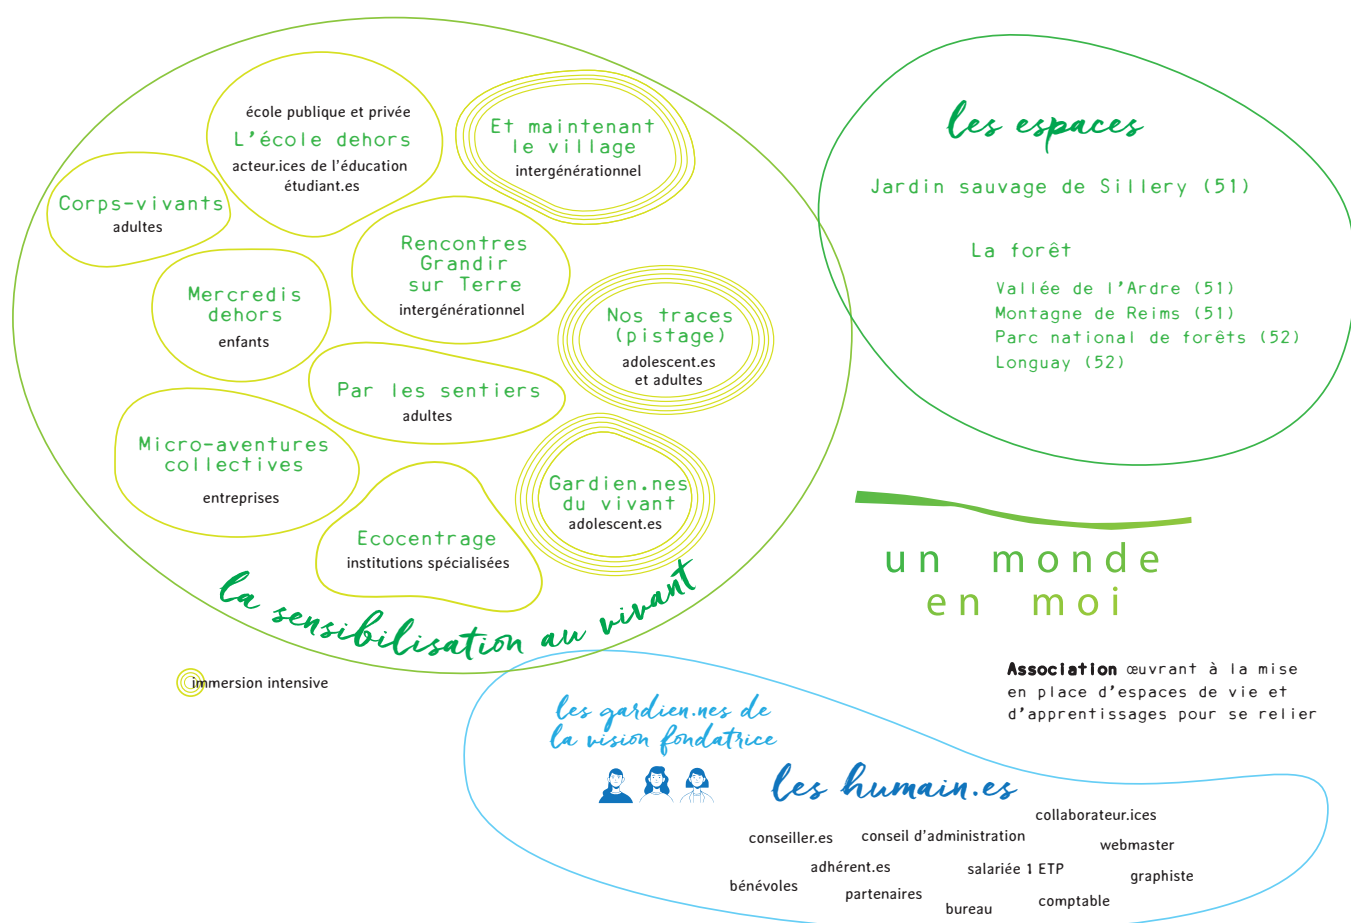 école publique et privée
L'école dehors
acteur.ices de l'éducation
étudiant.es
Et maintenant
le village
intergénérationnel
Corps-vivants
adultes
Rencontres
Grandir
sur Terre
intergénérationnel
Mercredis
dehors
enfants
Nos traces
(pistage)
adolescent.es
et adultes
Par les sentiers
adultes
Micro-aventures
collectives
entreprises
Gardien.nes
du vivant
adolescent.es
Ecocentrage
institutions spécialisées
la sensibilisation au vivant
immersion intensive
les espaces
Jardin sauvage de Sillery (51)
La forêt
Vallée de l'Ardre (51)
Montagne de Reims (51)
Parc national de forêts (52)
Longuay (52)
un monde
en moi
Association œuvrant à la mise
en place d'espaces de vie et
d'apprentissages pour se relier
les gardien.nes de
la vision fondatrice
les humain.es
collaborateur.ices
conseiller.es
conseil d'administration
webmaster
adhérent.es
salariée 1 ETP
graphiste
bénévoles
partenaires
comptable
bureau